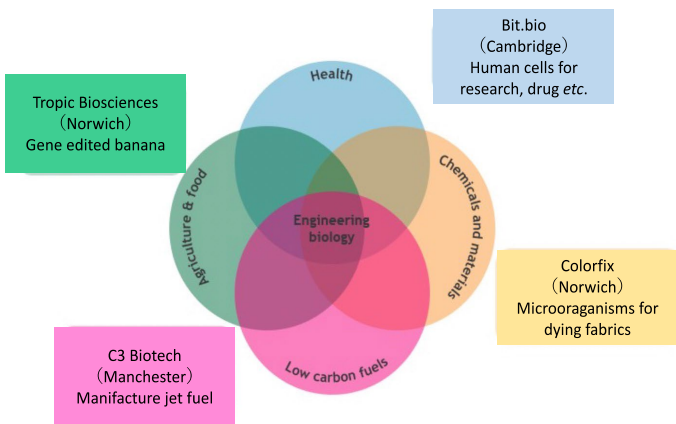 Bit.bio
（Cambridge）
Human cells for
research, drug etc.
Health
Tropic Biosciences
（Norwich）
Gene edited banana
Agriculture & food
Chemicals and materials
Engineering
biology
Colorfix
（Norwich）
Microoraganisms for
dying fabrics
C3 Biotech
（Manchester）
Manifacture jet fuel
Low carbon fuels